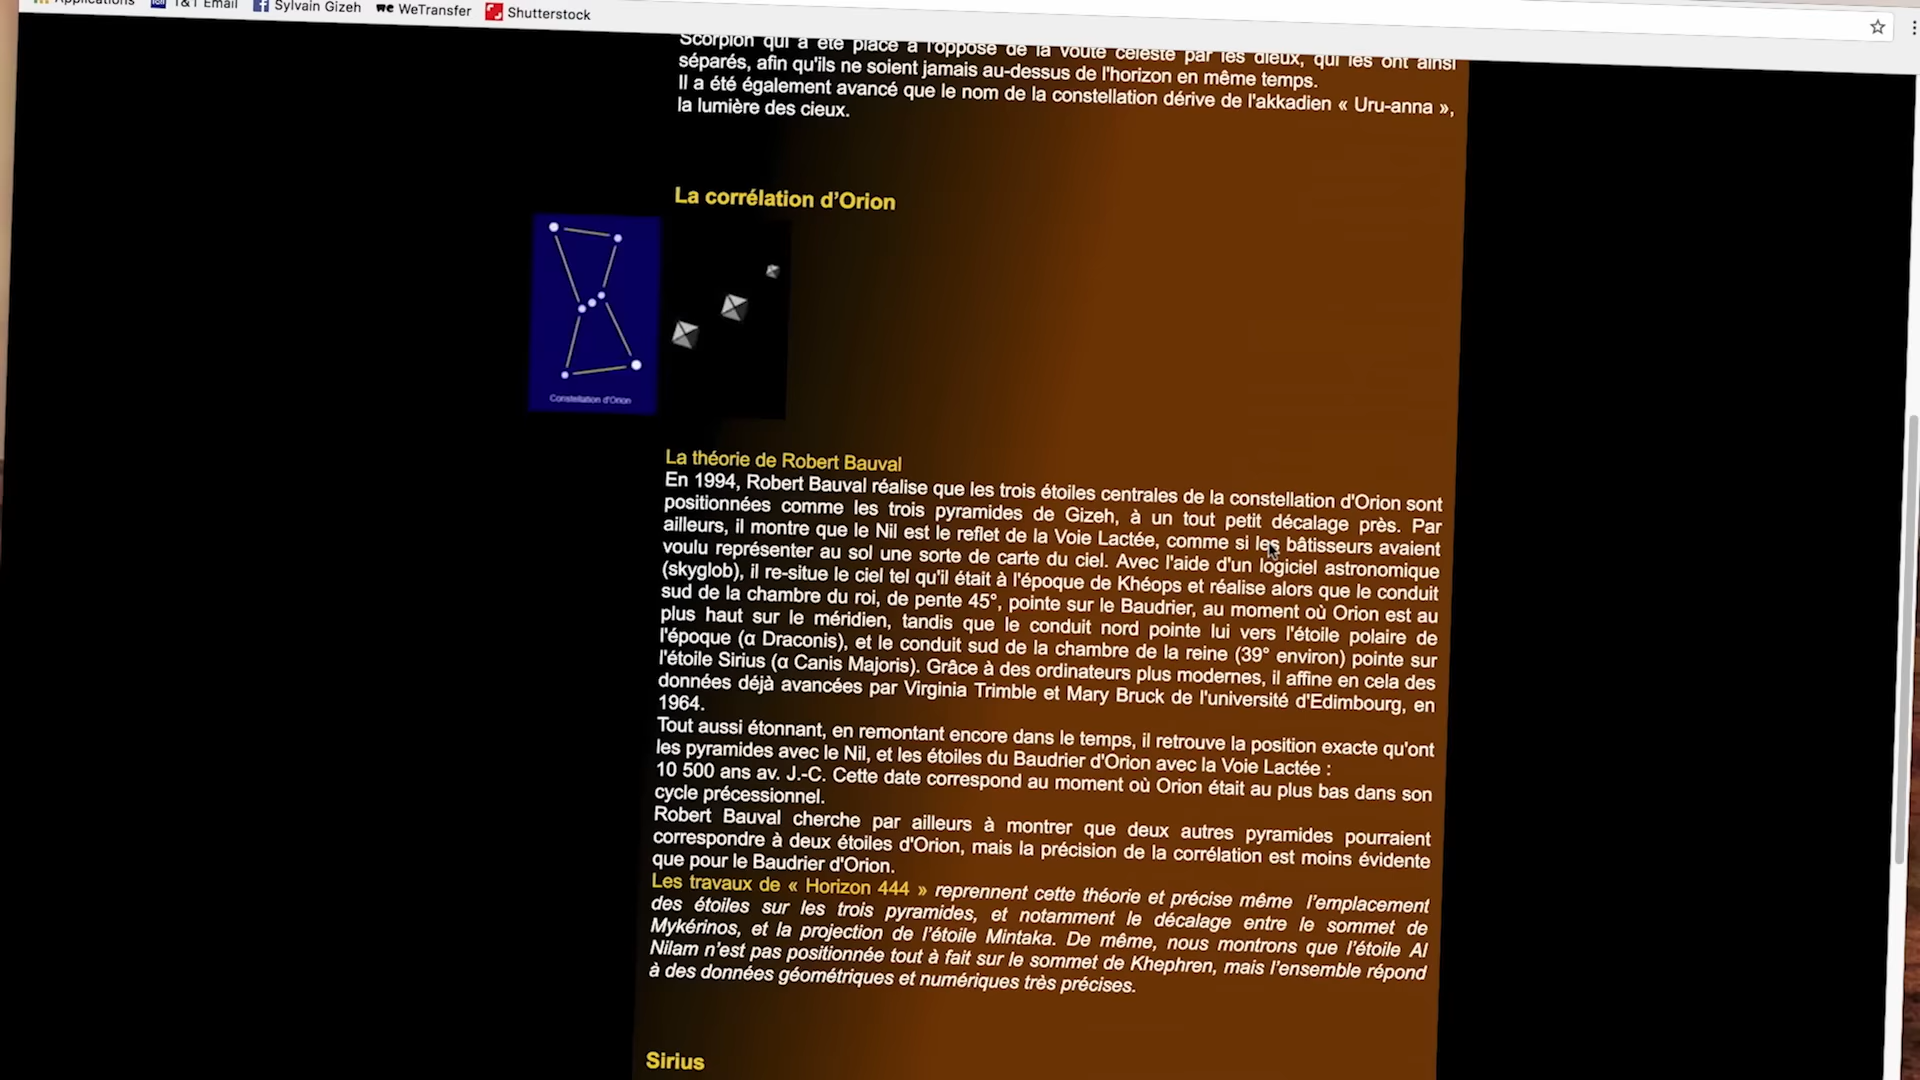 Applications
1&1 Email
Sylvain Gizeh
we WeTransfer
Shutterstock
Scorpion qui a été placé à l'opposé de la voûte céleste par les dieux, qui les ont ainsi
séparés, afin qu'ils ne soient jamais au-dessus de l'horizon en même temps.
Il a été également avancé que le nom de la constellation dérive de l'akkadien « Uru-anna »,
la lumière des cieux.
La corrélation d'Orion
Constellation d'Orion
La théorie de Robert Bauval
En 1994, Robert Bauval réalise que les trois étoiles centrales de la constellation d'Orion sont
positionnées comme les trois pyramides de Gizeh, à un tout petit décalage près. Par
ailleurs, il montre que le Nil est le reflet de la Voie Lactée, comme si les bâtisseurs avaient
voulu représenter au sol une sorte de carte du ciel. Avec l'aide d'un logiciel astronomique
(skyglob), il re-situe le ciel tel qu'il était à l'époque de Khéops et réalise alors que le conduit
sud de la chambre du roi, de pente 45°, pointe sur le Baudrier, au moment où Orion est au
plus haut sur le méridien, tandis que le conduit nord pointe lui vers l'étoile polaire de
l'époque (α Draconis), et le conduit sud de la chambre de la reine (39° environ) pointe sur
l'étoile Sirius (α Canis Majoris). Grâce à des ordinateurs plus modernes, il affine en cela des
données déjà avancées par Virginia Trimble et Mary Bruck de l'université d'Edimbourg, en
1964.
Tout aussi étonnant, en remontant encore dans le temps, il retrouve la position exacte qu'ont
les pyramides avec le Nil, et les étoiles du Baudrier d'Orion avec la Voie Lactée :
10 500 ans av. J.-C. Cette date correspond au moment où Orion était au plus bas dans son
cycle précessionnel.
Robert Bauval cherche par ailleurs à montrer que deux autres pyramides pourraient
correspondre à deux étoiles d'Orion, mais la précision de la corrélation est moins évidente
que pour le Baudrier d'Orion.
Les travaux de « Horizon 444 » reprennent cette théorie et précise même l'emplacement
des étoiles sur les trois pyramides, et notamment le décalage entre le sommet de
Mykérinos, et la projection de l'étoile Mintaka. De même, nous montrons que l'étoile Al
Nilam n'est pas positionnée tout à fait sur le sommet de Khephren, mais l'ensemble répond
à des données géométriques et numériques très précises.
Sirius